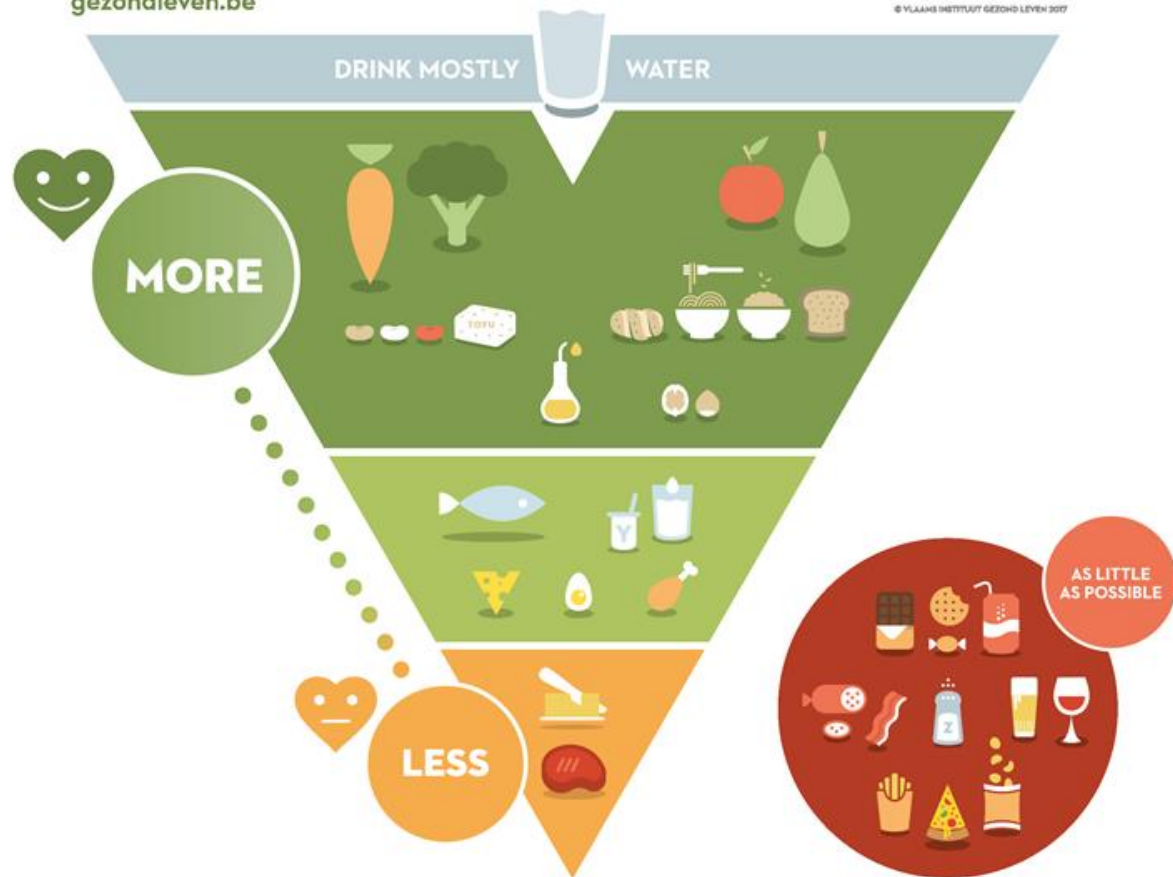 gezondleven.be
© VLAAMS INSTITUUT GEZOND LEVEN 2017
DRINK MOSTLY WATER
MORE
TOFU
Y
AS LITTLE
AS POSSIBLE
Z
LESS